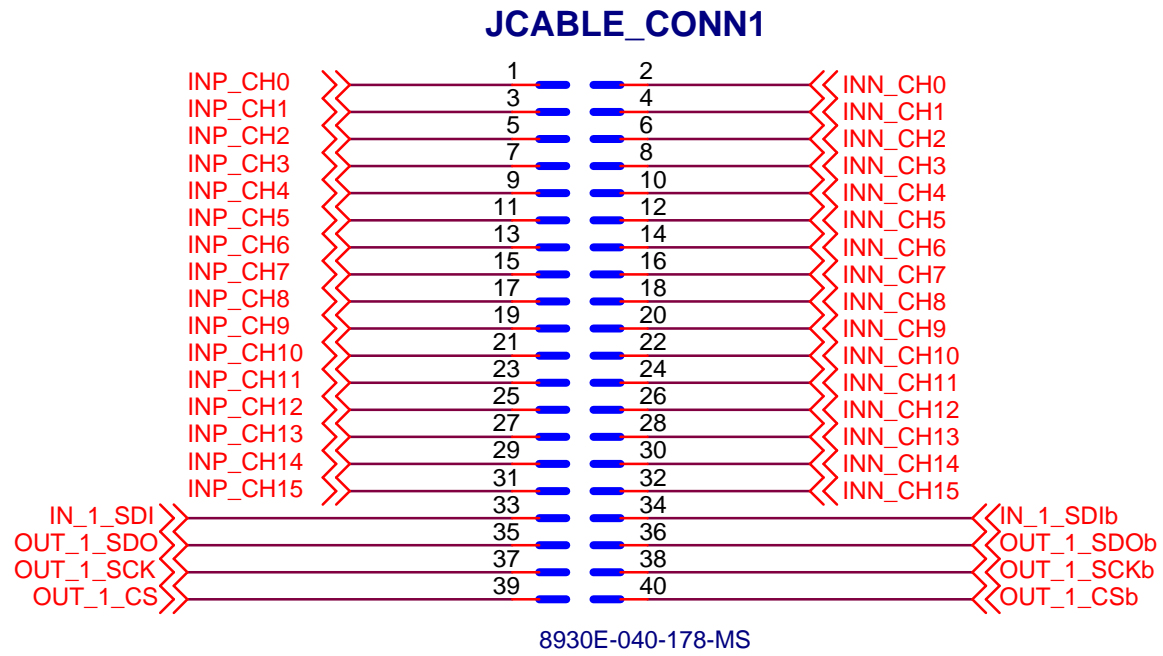 JCABLE_CONN1
INP_CH0 1 2 INN_CH0
INP_CH1 3 4 INN_CH1
INP_CH2 5 6 INN_CH2
INP_CH3 7 8 INN_CH3
INP_CH4 9 10 INN_CH4
INP_CH5 11 12 INN_CH5
INP_CH6 13 14 INN_CH6
INP_CH7 15 16 INN_CH7
INP_CH8 17 18 INN_CH8
INP_CH9 19 20 INN_CH9
INP_CH10 21 22 INN_CH10
INP_CH11 23 24 INN_CH11
INP_CH12 25 26 INN_CH12
INP_CH13 27 28 INN_CH13
INP_CH14 29 30 INN_CH14
INP_CH15 31 32 INN_CH15
IN_1_SDI 33 34 IN_1_SDIb
OUT_1_SDO 35 36 OUT_1_SDOb
OUT_1_SCK 37 38 OUT_1_SCKb
OUT_1_CS 39 40 OUT_1_CSb
8930E-040-178-MS